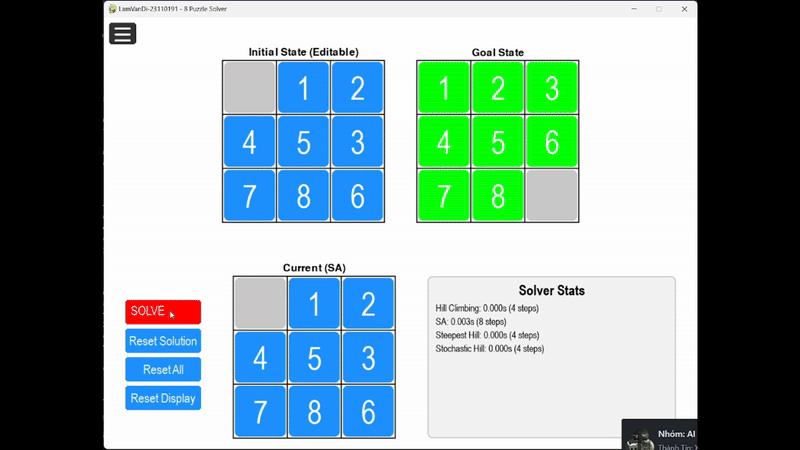 LamVanDi-23110191 - 8 Puzzle Solver
Initial State (Editable)
Goal State
1 2
4 5 3
7 8 6
1 2 3
4 5 6
7 8
Current (SA)
1 2
4 5 3
7 8 6
SOLVE
Reset Solution
Reset All
Reset Display
Solver Stats
Hill Climbing: 0.000s (4 steps)
SA: 0.003s (8 steps)
Steepest Hill: 0.000s (4 steps)
Stochastic Hill: 0.000s (4 steps)
Nhóm: AI
Thành Tín: